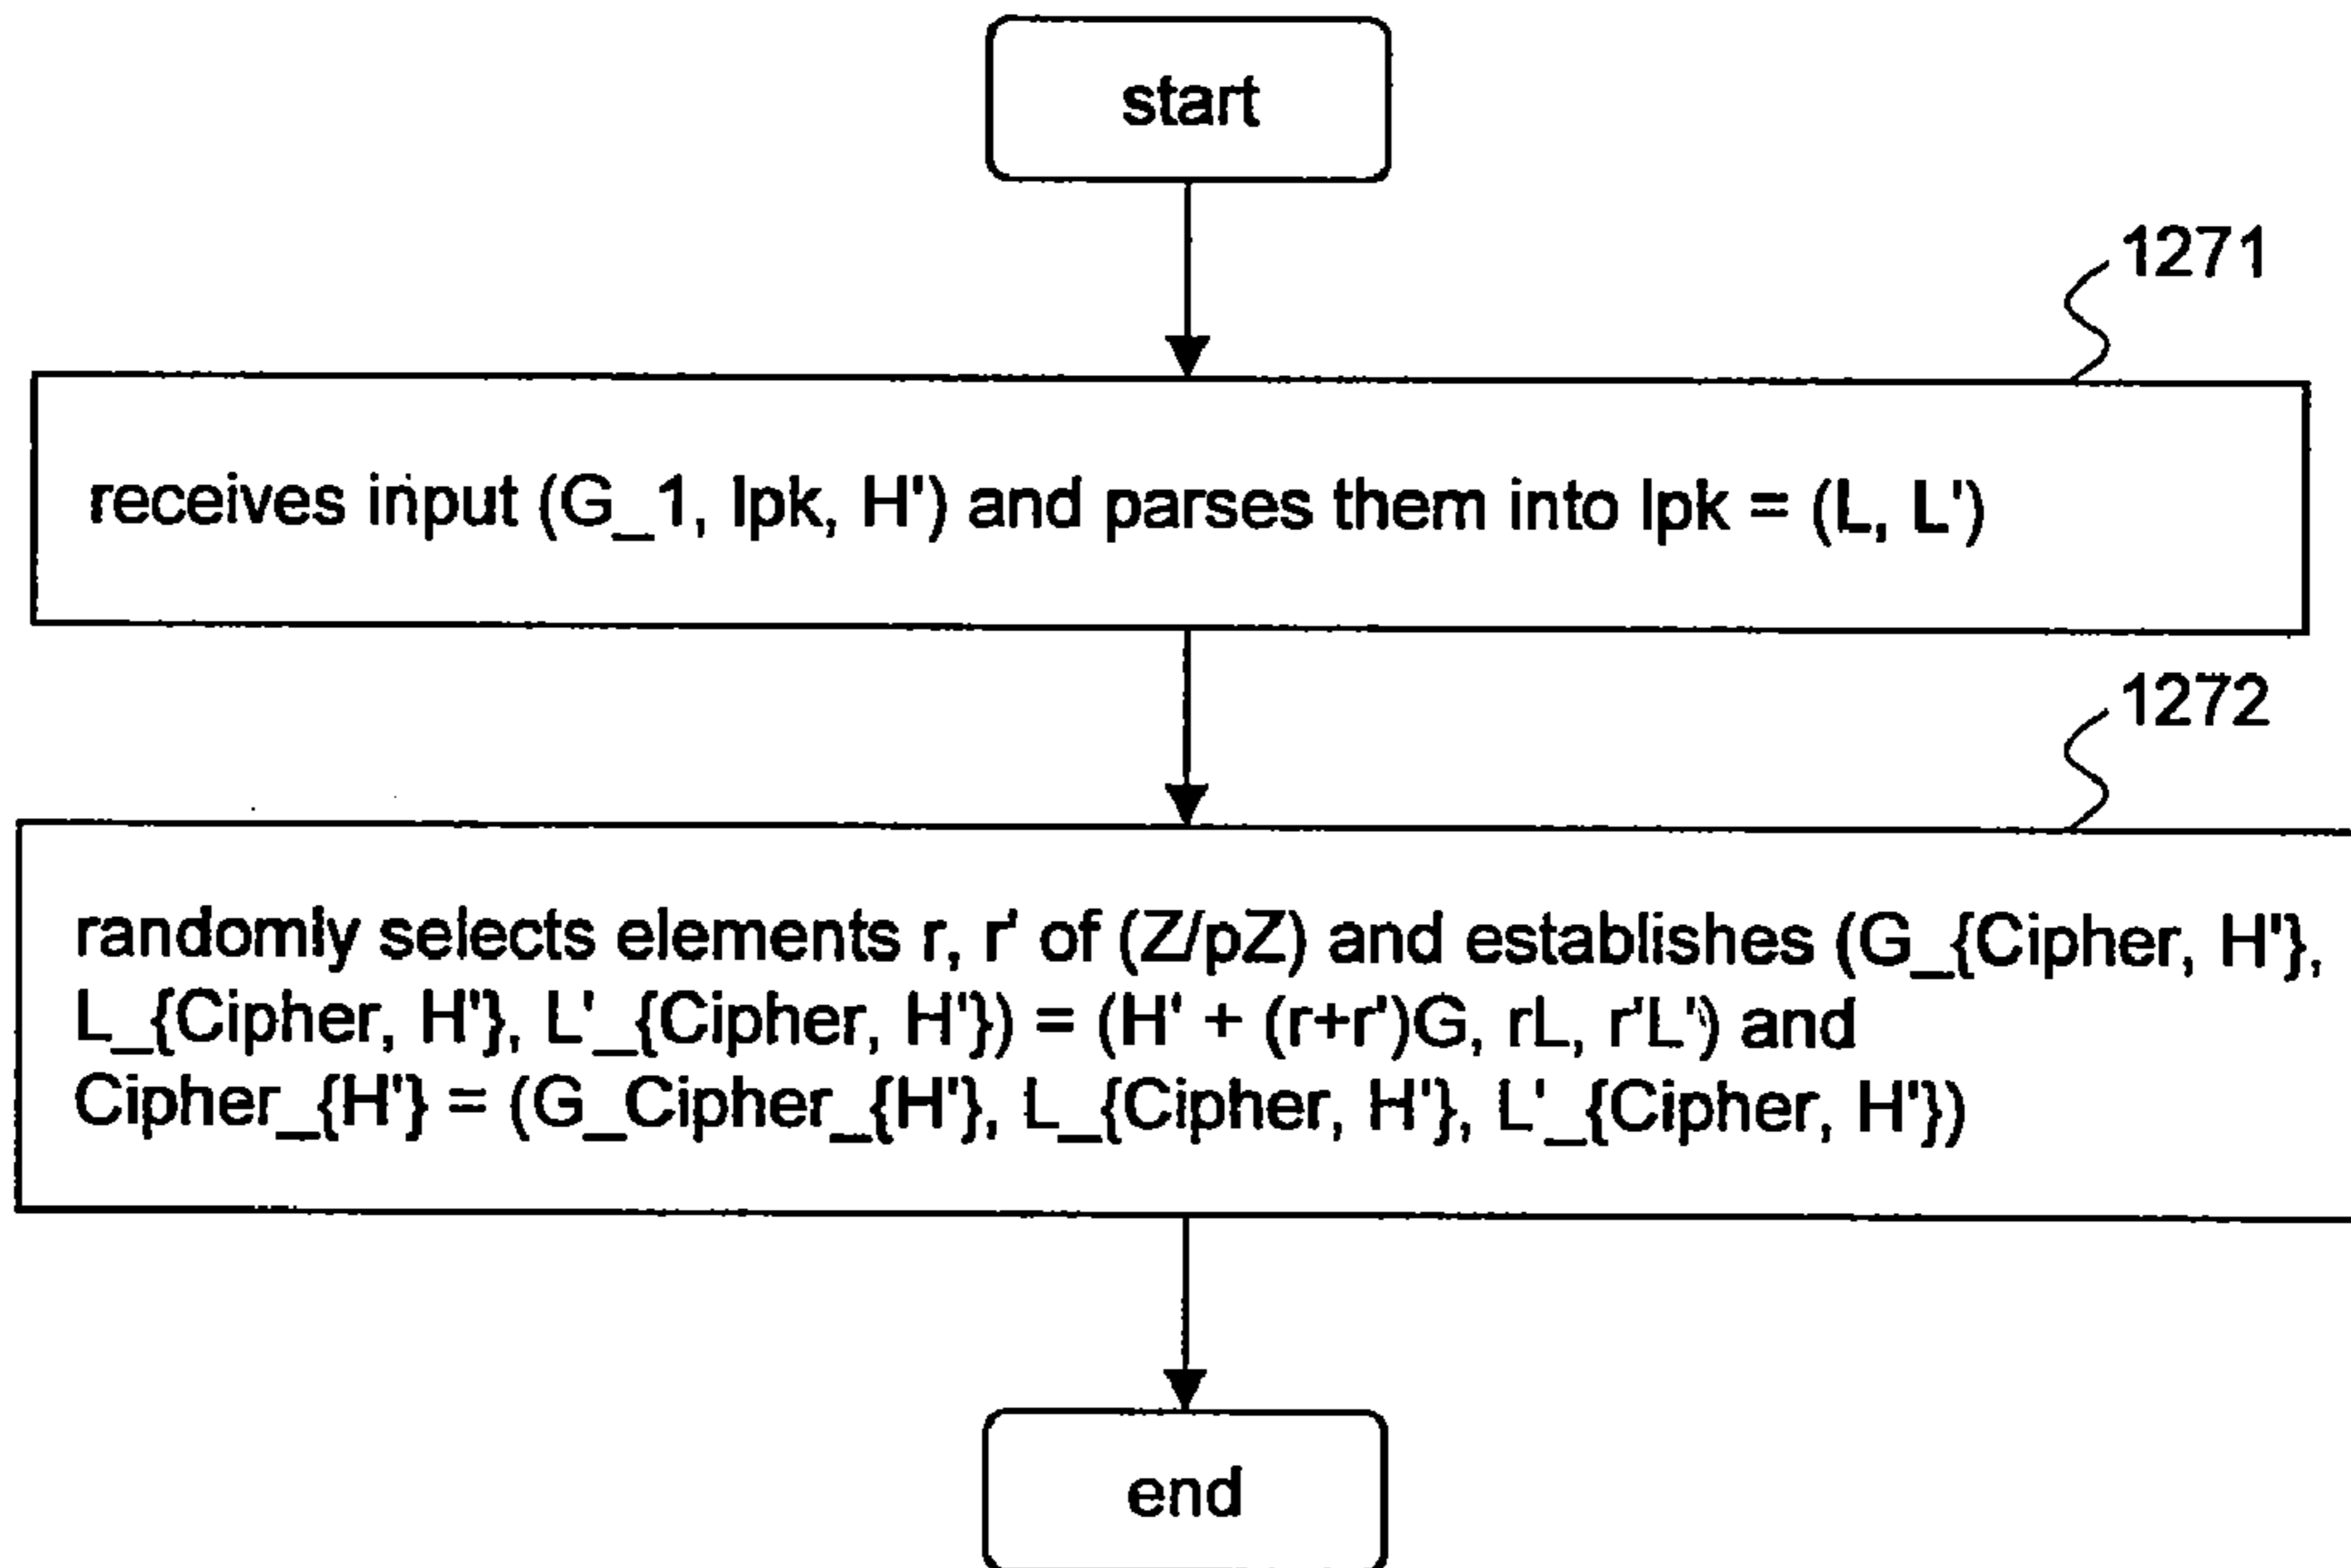 start
1271
receives input (G_1, lpk, H') and parses them into lpk = (L, L')
1272
randomly selects elements r, r' of (Z/pZ) and establishes (G_{Cipher, H'},
L_{Cipher, H'}, L'_{Cipher, H'}) = (H' + (r+r')G, rL, r'L') and
Cipher_{H'} = (G_Cipher_{H'}, L_{Cipher, H'}, L'_{Cipher, H'})
end